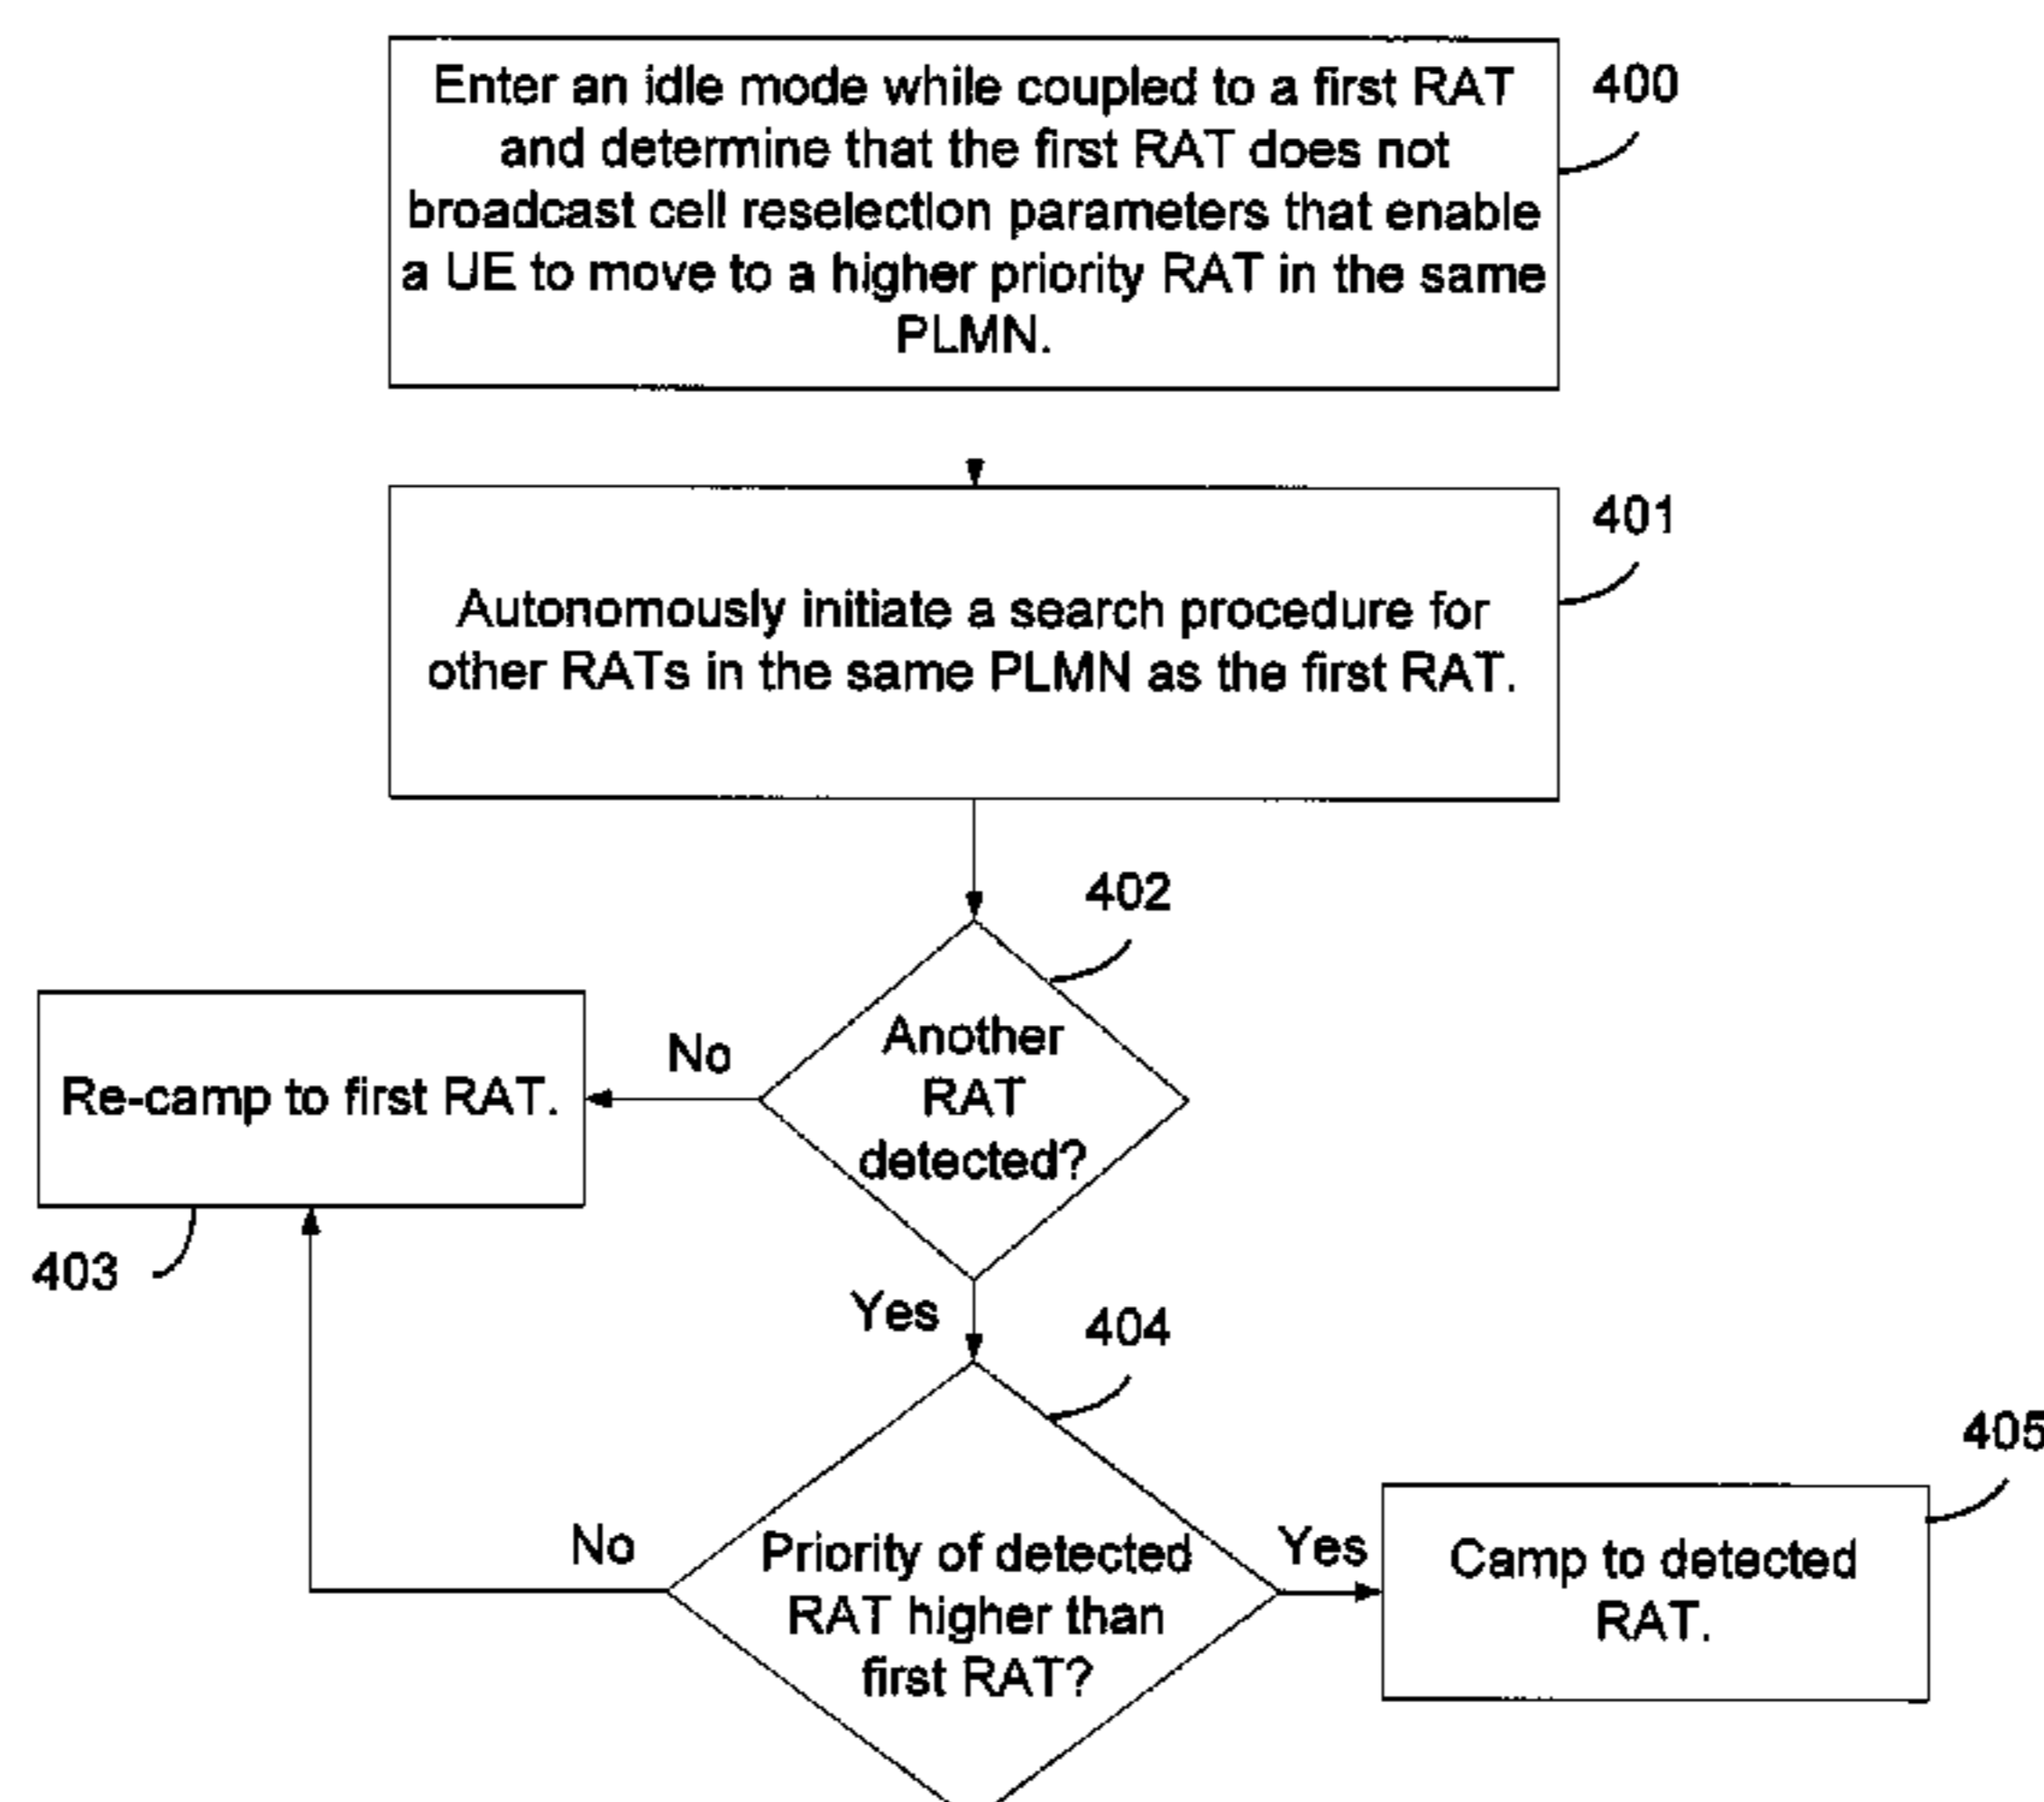 Enter an idle mode while coupled to a first RAT
and determine that the first RAT does not
broadcast cell reselection parameters that enable
a UE to move to a higher priority RAT in the same
PLMN.
400
Autonomously initiate a search procedure for
other RATs in the same PLMN as the first RAT.
401
402
Another
RAT
detected?
No
Re-camp to first RAT.
403
Yes
404
Priority of detected
RAT higher than
first RAT?
No
Yes
Camp to detected
RAT.
405